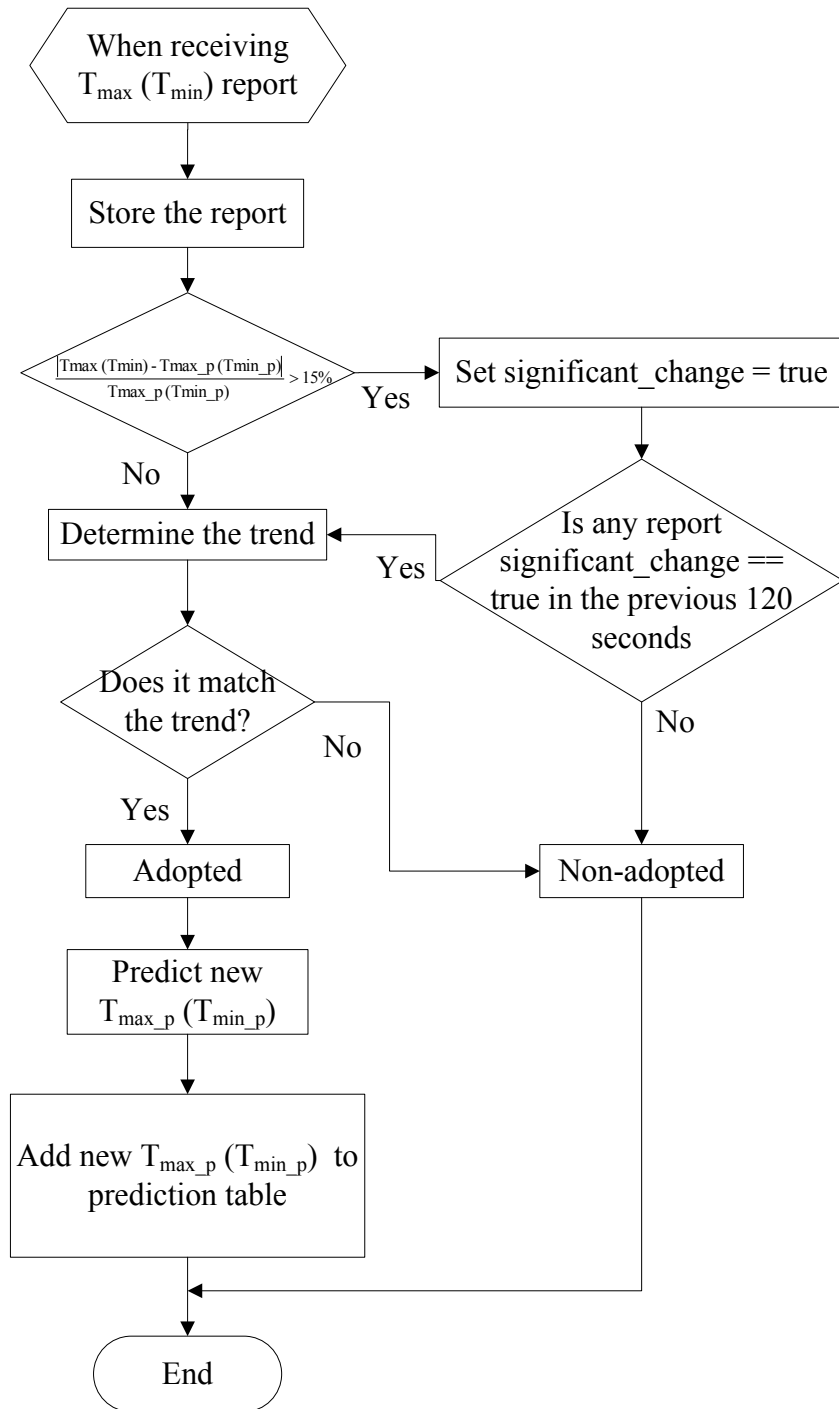 When receiving
Tmax (Tmin) report
Store the report
|Tmax (Tmin) - Tmax_p (Tmin_p)|
Tmax_p (Tmin_p)
> 15%
Yes
Set significant_change = true
No
Determine the trend
Yes
Is any report
significant_change ==
true in the previous 120
seconds
Does it match
the trend?
No
No
Yes
Adopted
Non-adopted
Predict new
Tmax_p (Tmin_p)
Add new Tmax_p (Tmin_p) to
prediction table
End